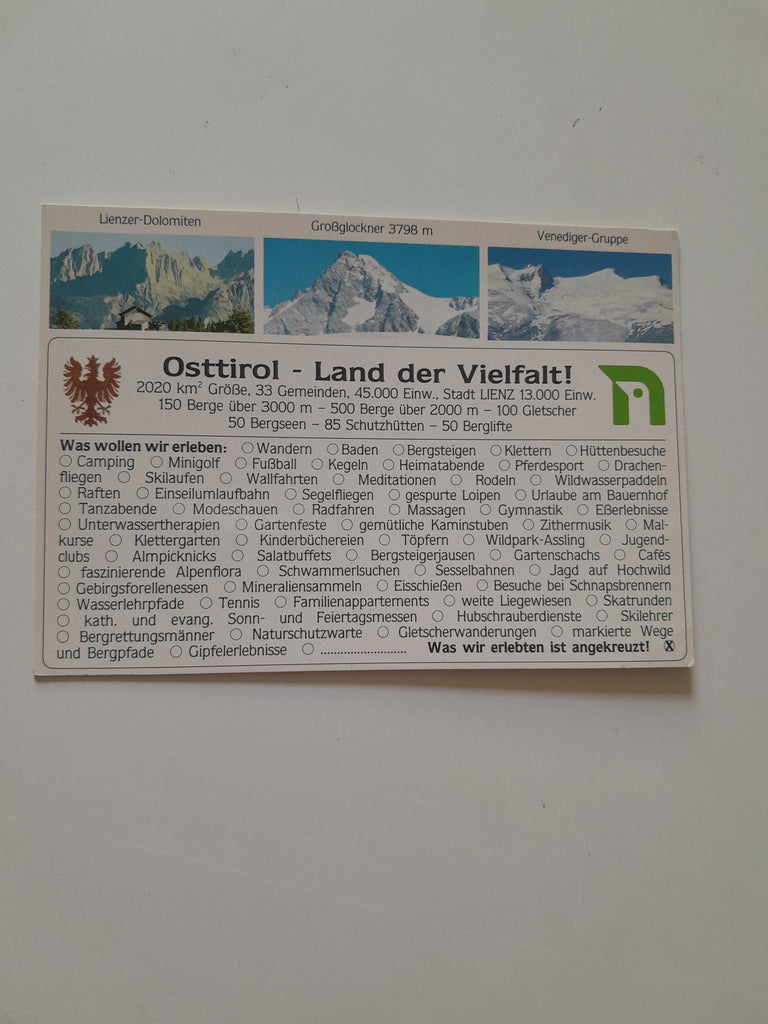 Lienzer-Dolomiten
Großglockner 3798 m
Venediger-Gruppe
Osttirol - Land der Vielfalt!
2020 km² Größe, 33 Gemeinden, 45.000 Einw., Stadt LIENZ 13.000 Einw.
150 Berge über 3000 m – 500 Berge über 2000 m – 100 Gletscher
50 Bergseen – 85 Schutzhütten – 50 Berglifte
Was wollen wir erleben: ○ Wandern ○ Baden ○ Bergsteigen ○ Klettern ○ Hüttenbesuche
○ Camping ○ Minigolf ○ Fußball ○ Kegeln ○ Heimatabende ○ Pferdesport ○ Drachen-
fliegen ○ Skilaufen ○ Wallfahrten ○ Meditationen ○ Rodeln ○ Wildwasserpaddeln
○ Raften ○ Einseilumlaufbahn ○ Segelfliegen ○ gespurte Loipen ○ Urlaube am Bauernhof
○ Tanzabende ○ Modeschauen ○ Radfahren ○ Massagen ○ Gymnastik ○ Eßerlebnisse
○ Unterwassertherapien ○ Gartenfeste ○ gemütliche Kaminstuben ○ Zithermusik ○ Mal-
kurse ○ Klettergarten ○ Kinderbüchereien ○ Töpfern ○ Wildpark-Assling ○ Jugend-
clubs ○ Almpicknicks ○ Salatbuffets ○ Bergsteigerjausen ○ Gartenschachs ○ Cafés
○ faszinierende Alpenflora ○ Schwammerlsuchen ○ Sesselbahnen ○ Jagd auf Hochwild
○ Gebirgsforellenessen ○ Mineraliensammeln ○ Eisschießen ○ Besuche bei Schnapsbrennern
○ Wasserlehrpfade ○ Tennis ○ Familienappartements ○ weite Liegewiesen ○ Skatrunden
○ kath. und evang. Sonn- und Feiertagsmessen ○ Hubschrauberdienste ○ Skilehrer
○ Bergrettungsmänner ○ Naturschutzwarte ○ Gletscherwanderungen ○ markierte Wege
und Bergpfade ○ Gipfelerlebnisse ○ .......................... Was wir erlebten ist angekreuzt! ⓧ